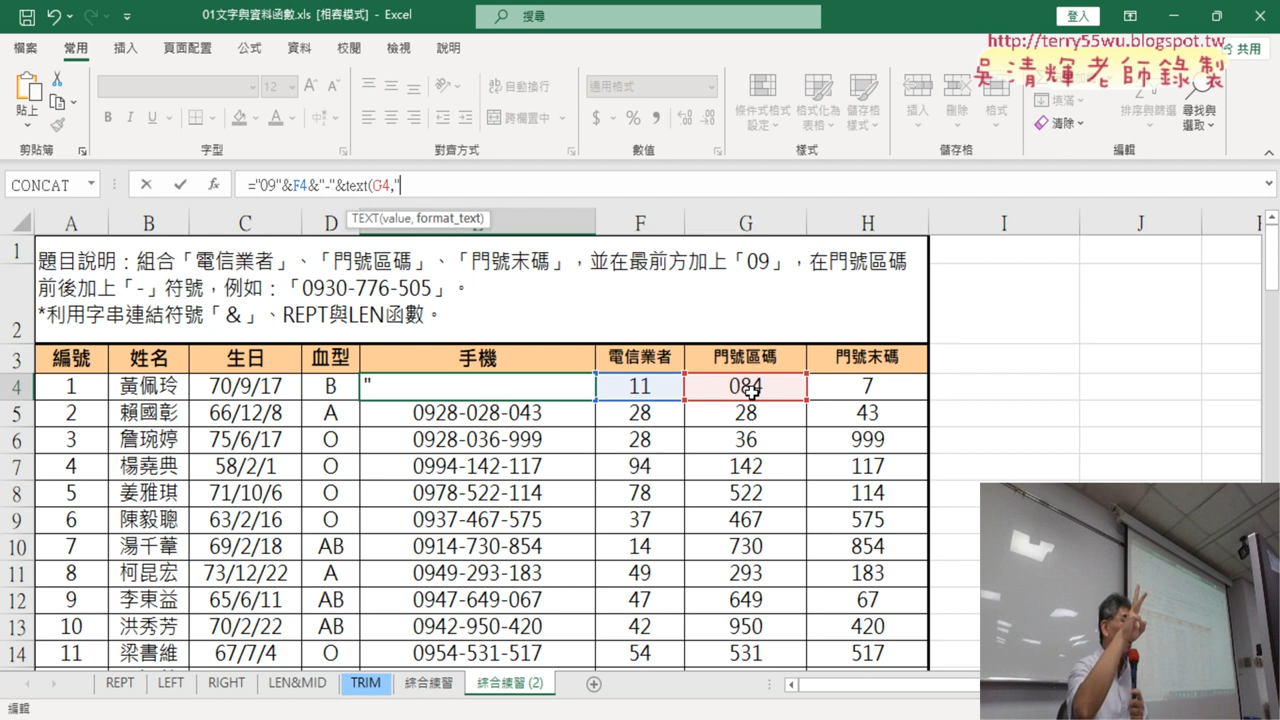 01文字與資料函數.xls [相容模式] - Excel
搜尋
登入
檔案 常用 插入 頁面配置 公式 資料 校閱 檢視 說明
共用
http://terry55wu.blogspot.tw
吳清輝老師錄製
貼上
12
自動換行
跨欄置中
通用格式
條件式格式設定
格式化為表格
儲存格樣式
插入
刪除
格式
填滿
清除
排序與篩選
尋找與選取
剪貼簿 字型 對齊方式 數值 樣式 儲存格 編輯
CONCAT
="09"&F4&"-"&text(G4,"
TEXT(value, format_text)
A B C D F G H I J
1 題目說明：組合「電信業者」、「門號區碼」、「門號末碼」，並在最前方加上「09」，在門號區碼
前後加上「-」符號，例如：「0930-776-505」。
2 *利用字串連結符號「&」、REPT與LEN函數。
3 編號 姓名 生日 血型 手機 電信業者 門號區碼 門號末碼
4 1 黃佩玲 70/9/17 B " 11 084 7
5 2 賴國彰 66/12/8 A 0928-028-043 28 28 43
6 3 詹琬婷 75/6/17 O 0928-036-999 28 36 999
7 4 楊堯典 58/2/1 O 0994-142-117 94 142 117
8 5 姜雅琪 71/10/6 O 0978-522-114 78 522 114
9 6 陳毅聰 63/2/16 O 0937-467-575 37 467 575
10 7 湯千葦 69/2/18 AB 0914-730-854 14 730 854
11 8 柯昆宏 73/12/22 A 0949-293-183 49 293 183
12 9 李東益 65/6/11 AB 0947-649-067 47 649 67
13 10 洪秀芳 70/2/22 AB 0942-950-420 42 950 420
14 11 梁書維 67/7/4 O 0954-531-517 54 531 517
REPT LEFT RIGHT LEN&MID TRIM 綜合練習 綜合練習 (2)
編輯